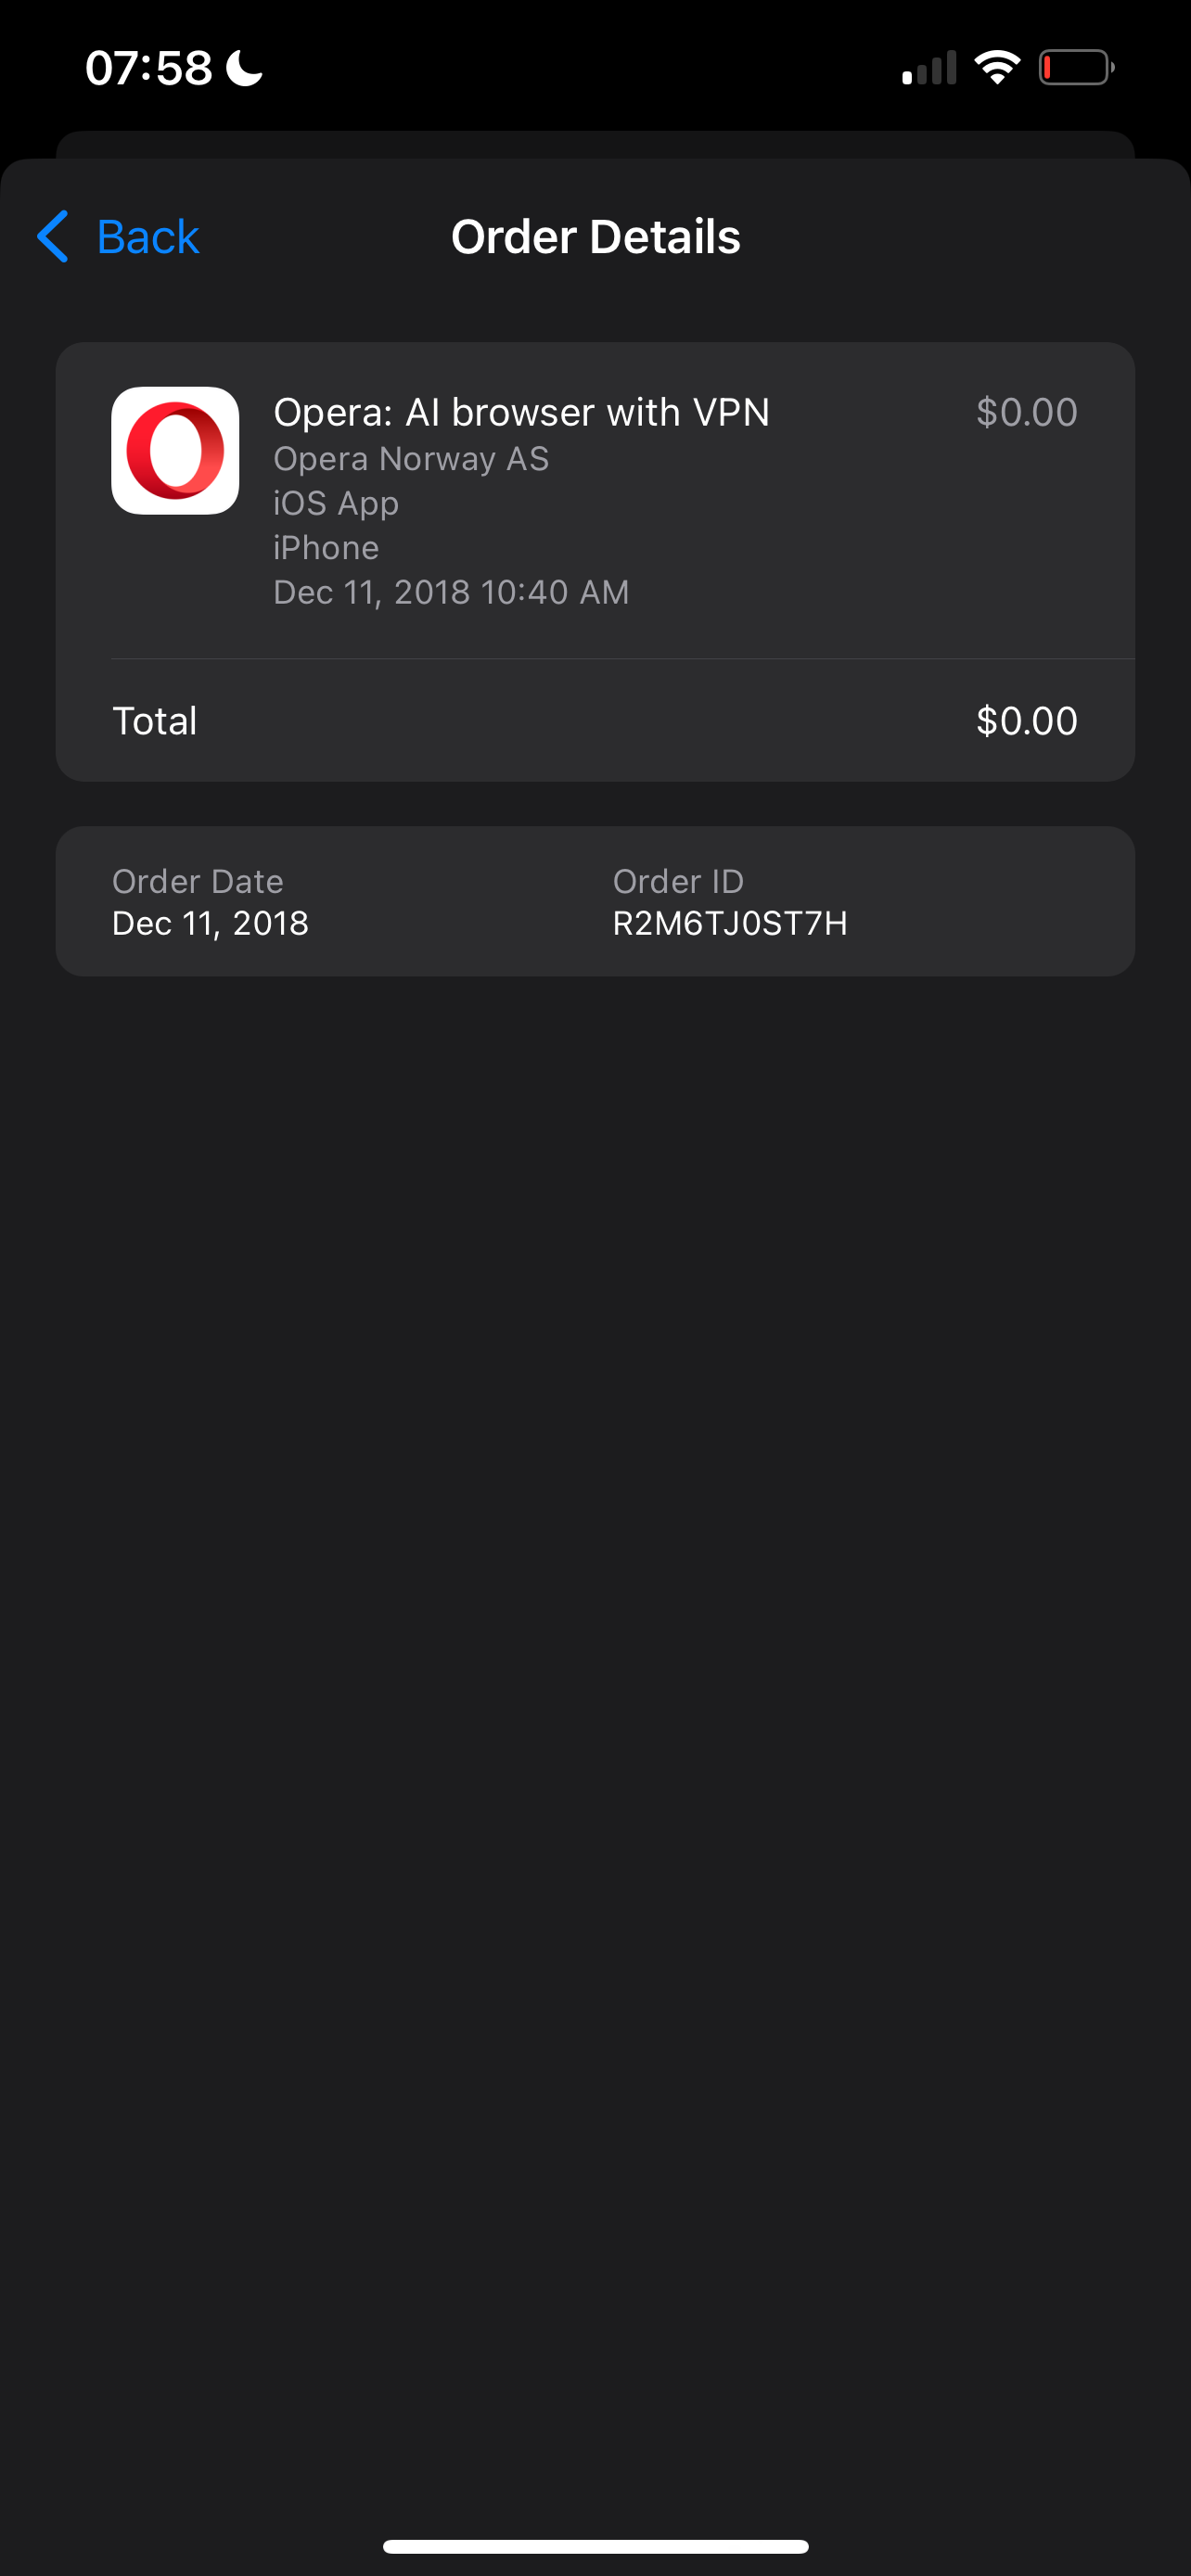 07:58
Back
Order Details
Opera: AI browser with VPN
$0.00
Opera Norway AS
iOS App
iPhone
Dec 11, 2018 10:40 AM
Total
$0.00
Order Date
Order ID
Dec 11, 2018
R2M6TJ0ST7H